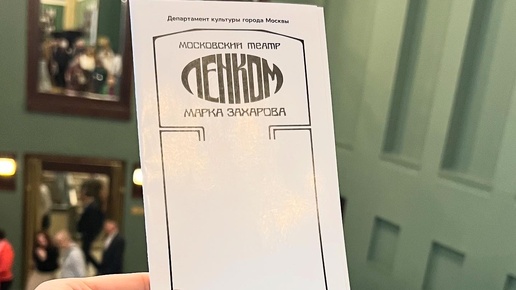 Департамент культуры города Москвы
МОСКОВСКИЙ ТЕАТР
ЛЕНКОМ
МАРКА ЗАХАРОВА